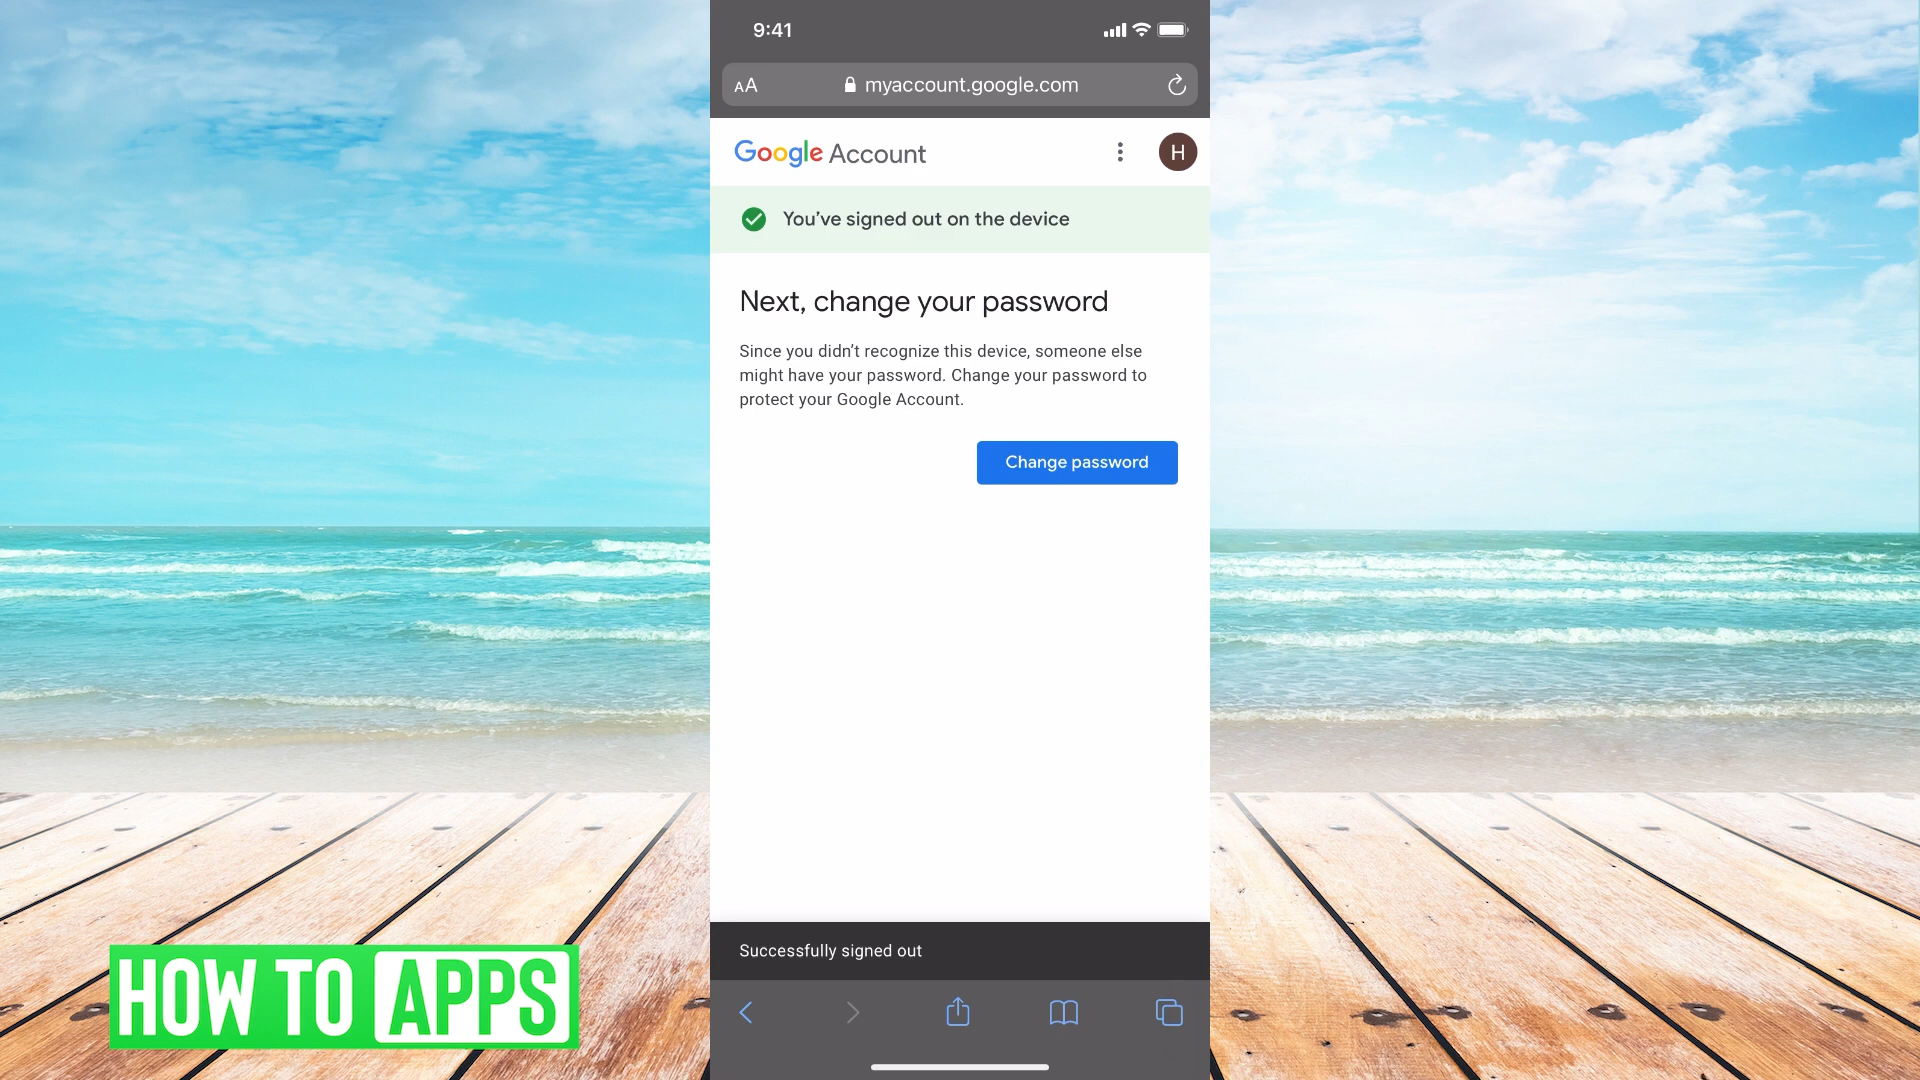 9:41
AA
myaccount.google.com
Google Account
H
You’ve signed out on the device
Next, change your password
Since you didn’t recognize this device, someone else
might have your password. Change your password to
protect your Google Account.
Change password
Successfully signed out
HOW TO APPS